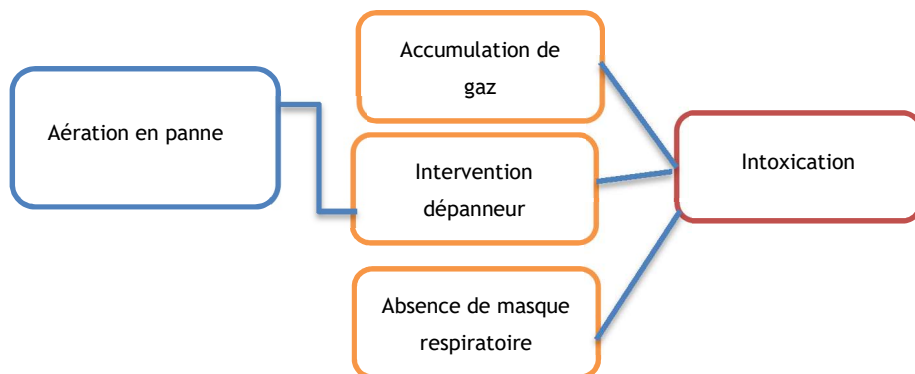 Aération en panne
Accumulation de
gaz
Intervention
dépanneur
Absence de masque
respiratoire
Intoxication